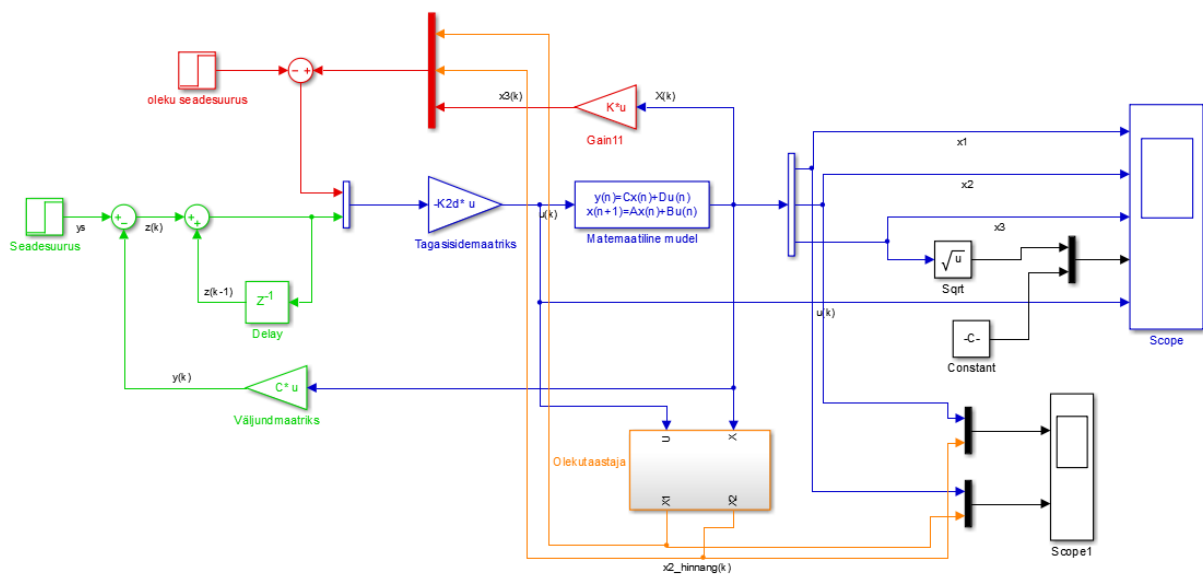 oleku seadesuurus
- +
x3(k)
K*u
Gain11
X(k)
x1
x2
x3
Scope
Seadesuurus
ys
+
-
z(k)
+
+
-K2d* u
Tagasisidemaatriks
u(k)
y(n)=Cx(n)+Du(n)
x(n+1)=Ax(n)+Bu(n)
Matemaatiline mudel
√u
Sqrt
z(k-1)
Z-1
Delay
u(k)
-C-
Constant
y(k)
C* u
Väljundmaatriks
Olekutaastaja
U
X
X1
X2
x2_hinnang(k)
Scope1